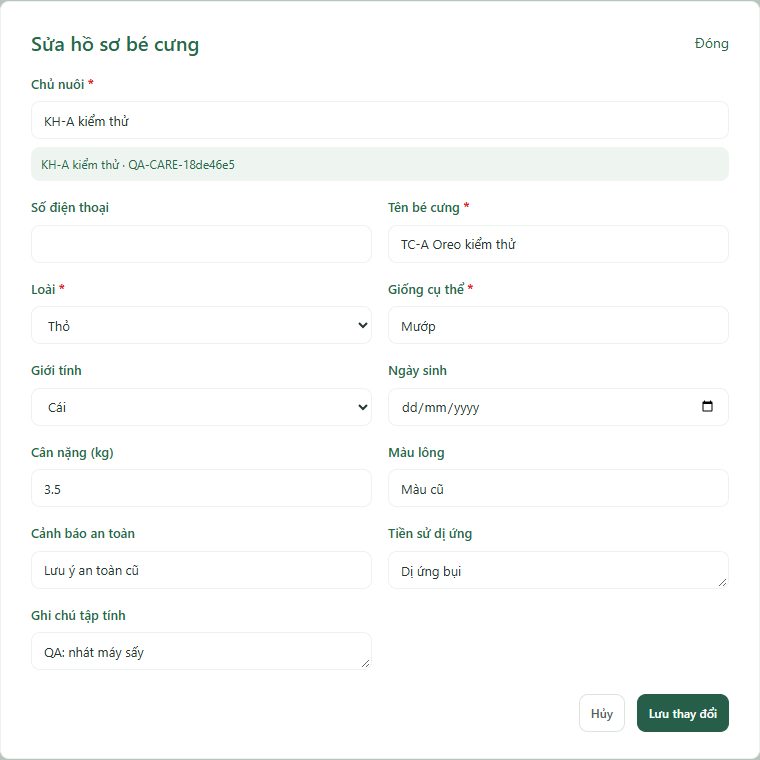 Sửa hồ sơ bé cưng
Đóng
Chủ nuôi *
KH-A kiểm thử
KH-A kiểm thử · QA-CARE-18de46e5
Số điện thoại
Tên bé cưng *
TC-A Oreo kiểm thử
Loài *
Giống cụ thể *
Thỏ
Mướp
Giới tính
Ngày sinh
Cái
dd/mm/yyyy
Cân nặng (kg)
Màu lông
3.5
Màu cũ
Cảnh báo an toàn
Tiền sử dị ứng
Lưu ý an toàn cũ
Dị ứng bụi
Ghi chú tập tính
QA: nhát máy sấy
Hủy
Lưu thay đổi